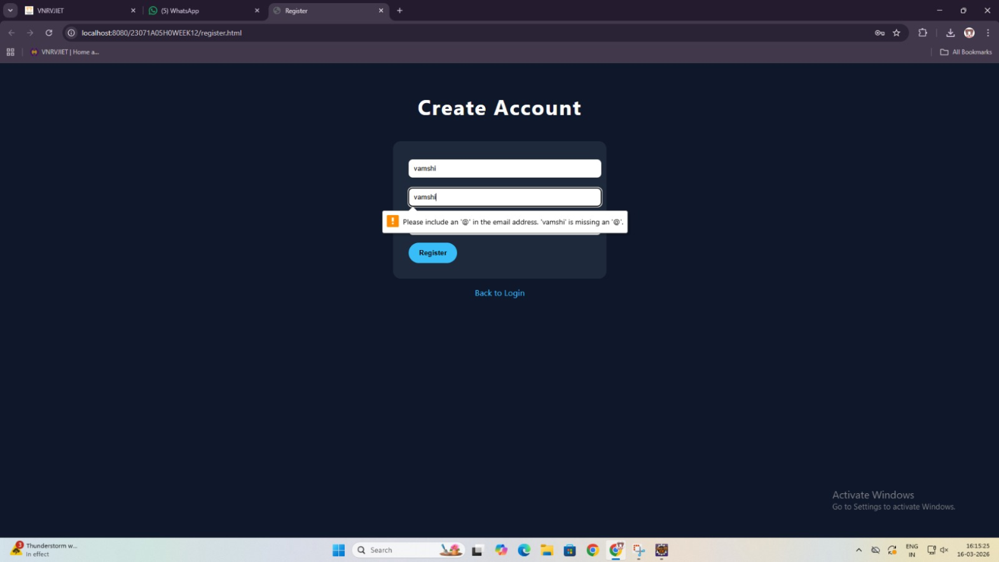 VNRVJIET
(5) WhatsApp
Register
localhost:8080/23071A05H0WEEK12/register.html
VNRVJIET | Home a...
All Bookmarks
Create Account
vamshi
vamshi
Please include an '@' in the email address. 'vamshi' is missing an '@'.
Register
Back to Login
Activate Windows
Go to Settings to activate Windows.
3
Thunderstorm w...
In effect
Search
ENG
IN
16:15:25
16-03-2026